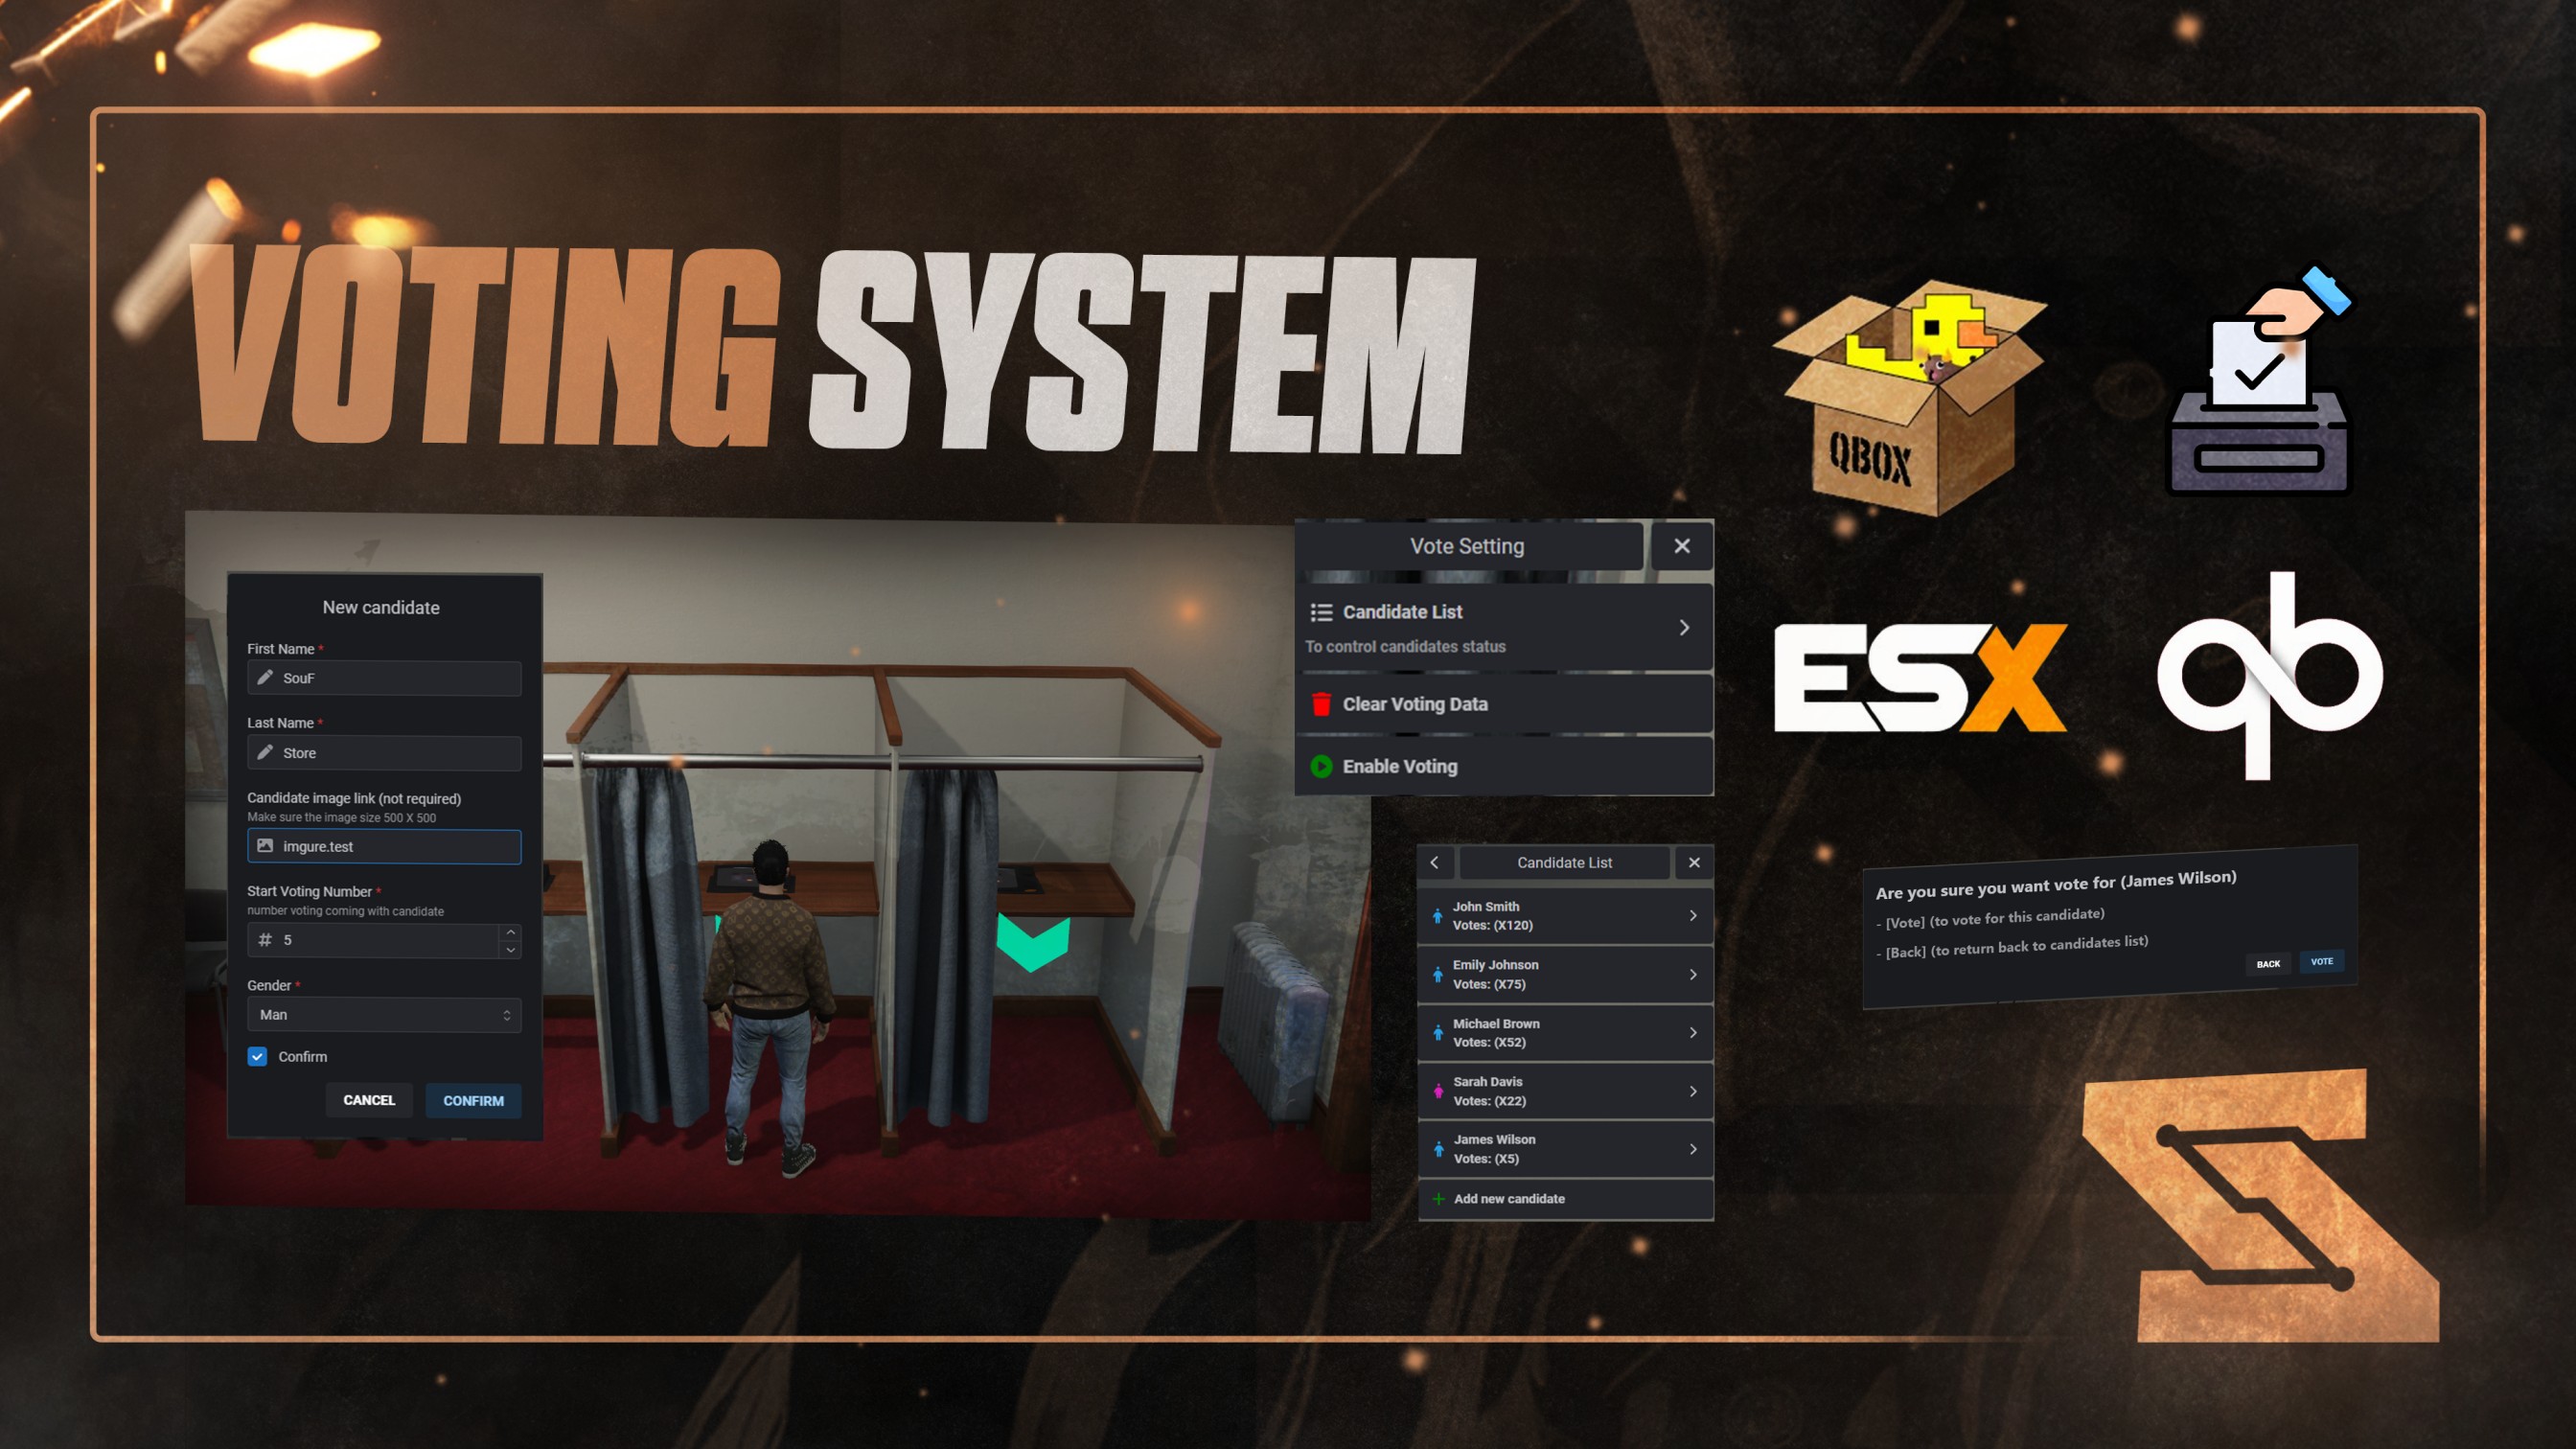 VOTING SYSTEM
QBOX
New candidate
First Name *
SouF
Last Name *
Store
Candidate image link (not required)
Make sure the image size 500 X 500
imgure.test
Start Voting Number *
number voting coming with candidate
5
Gender *
Man
Confirm
CANCEL
CONFIRM
Vote Setting
Candidate List
To control candidates status
Clear Voting Data
Enable Voting
ESX
qb
Candidate List
John Smith
Votes: (X120)
Emily Johnson
Votes: (X75)
Michael Brown
Votes: (X52)
Sarah Davis
Votes: (X22)
James Wilson
Votes: (X5)
Add new candidate
Are you sure you want vote for (James Wilson)
- [Vote] (to vote for this candidate)
- [Back] (to return back to candidates list)
BACK
VOTE